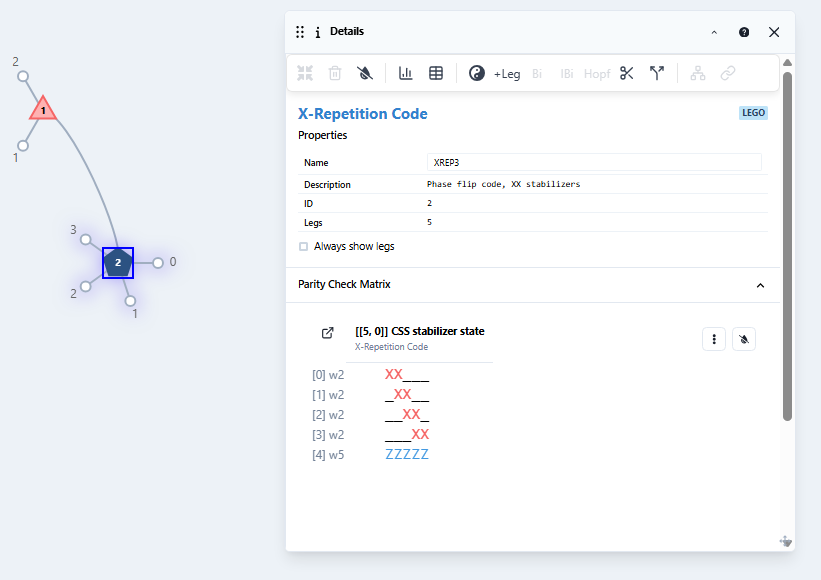 Details
+Leg Bi IBi Hopf
X-Repetition Code
LEGO
Properties
Name XREP3
Description Phase flip code, XX stabilizers
ID 2
Legs 5
Always show legs
Parity Check Matrix
[[5, 0]] CSS stabilizer state
X-Repetition Code
[0] w2 XX___
[1] w2 _XX__
[2] w2 __XX_
[3] w2 ___XX
[4] w5 ZZZZZ
2
1
1
3
2
0
2
1